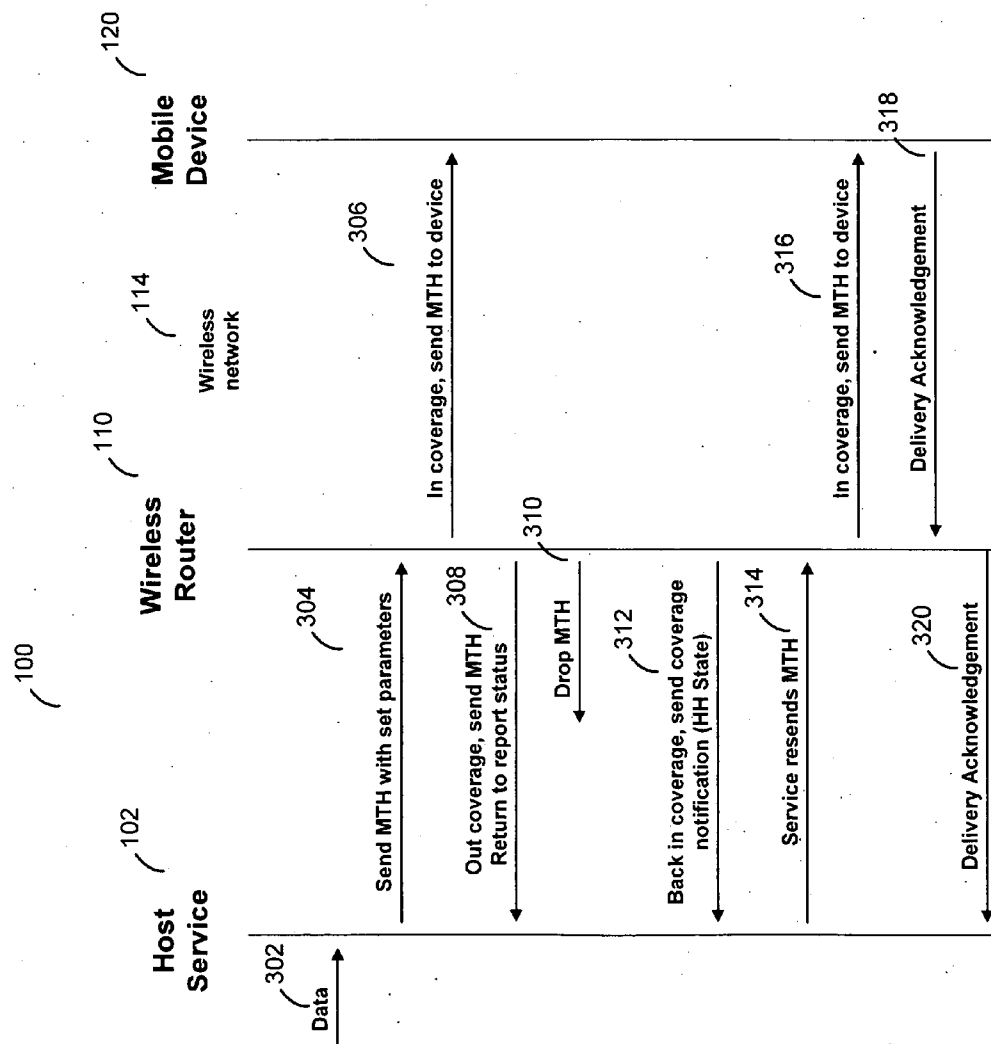 100
102
Host
Service
110
Wireless
Router
114
Wireless
network
120
Mobile
Device
302
Data
304
Send MTH with set parameters
306
In coverage, send MTH to device
308
Out coverage, send MTH
Return to report status
310
Drop MTH
312
Back in coverage, send coverage
notification (HH State)
314
Service resends MTH
316
In coverage, send MTH to device
318
Delivery Acknowledgement
320
Delivery Acknowledgement